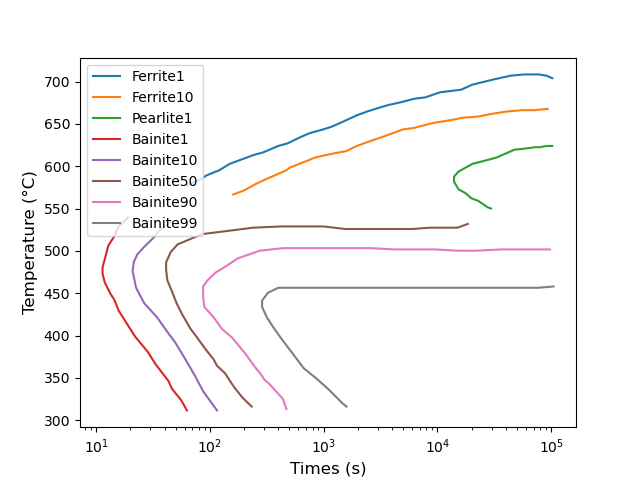 Ferrite1
Ferrite10
Pearlite1
Bainite1
Bainite10
Bainite50
Bainite90
Bainite99
700
650
600
550
500
450
400
350
300
Temperature (°C)
10¹ 10² 10³ 10⁴ 10⁵
Times (s)